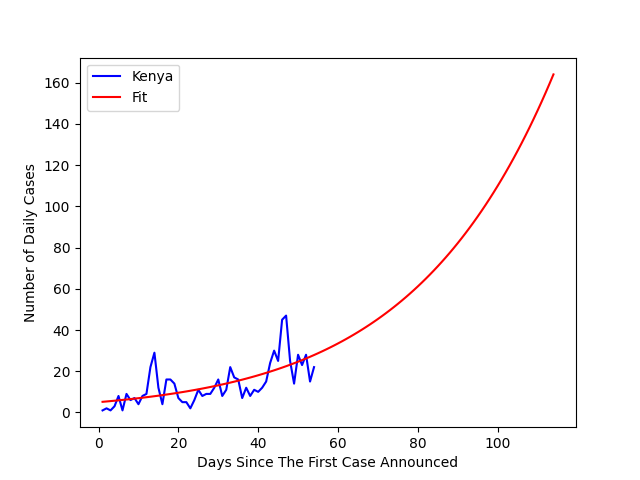 Kenya
Fit
160
140
120
100
80
60
40
20
0
Number of Daily Cases
0 20 40 60 80 100
Days Since The First Case Announced